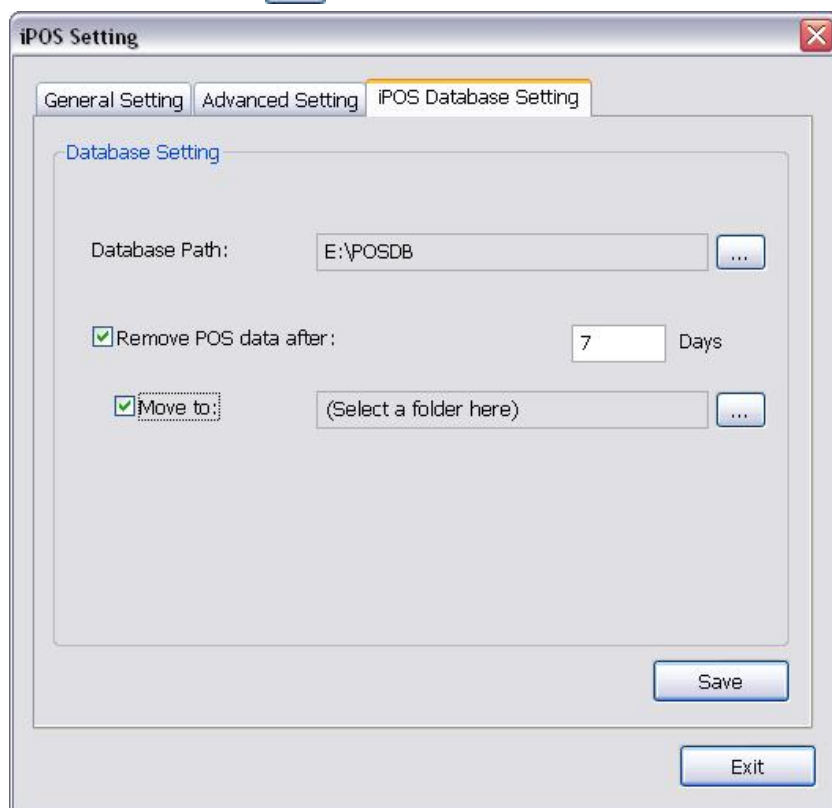 iPOS Setting
General Setting Advanced Setting iPOS Database Setting
Database Setting
Database Path: E:\POSDB ...
Remove POS data after: 7 Days
Move to: (Select a folder here) ...
Save
Exit